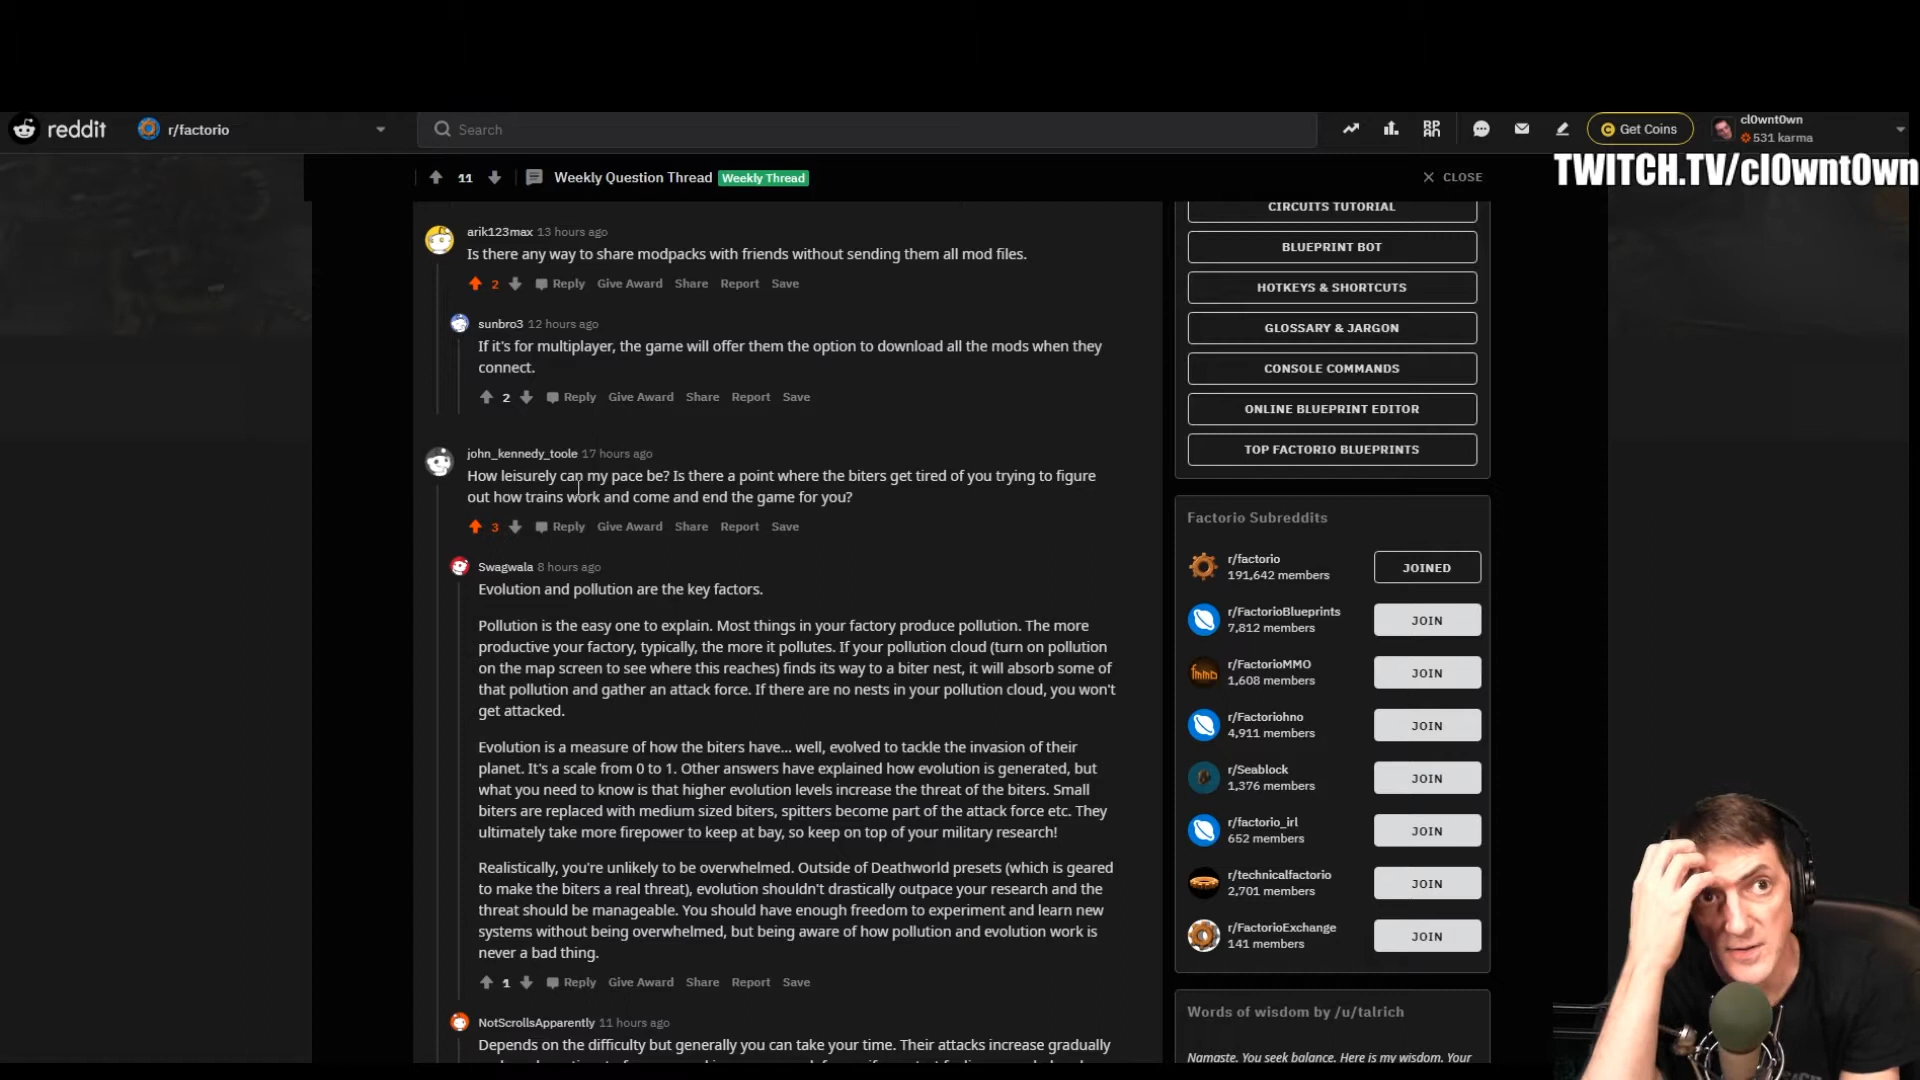 reddit
r/factorio
Search
Get Coins
cl0wnt0wn
531 karma
TWITCH.TV/cl0wnt0wn
11
Weekly Question Thread
Weekly Thread
CLOSE
arik123max 13 hours ago
Is there any way to share modpacks with friends without sending them all mod files.
2 Reply Give Award Share Report Save
sunbro3 12 hours ago
If it's for multiplayer, the game will offer them the option to download all the mods when they
connect.
2 Reply Give Award Share Report Save
john_kennedy_toole 17 hours ago
How leisurely can my pace be? Is there a point where the biters get tired of you trying to figure
out how trains work and come and end the game for you?
3 Reply Give Award Share Report Save
Swagwala 8 hours ago
Evolution and pollution are the key factors.
Pollution is the easy one to explain. Most things in your factory produce pollution. The more
productive your factory, typically, the more it pollutes. If your pollution cloud (turn on pollution
on the map screen to see where this reaches) finds its way to a biter nest, it will absorb some of
that pollution and gather an attack force. If there are no nests in your pollution cloud, you won't
get attacked.
Evolution is a measure of how the biters have... well, evolved to tackle the invasion of their
planet. It's a scale from 0 to 1. Other answers have explained how evolution is generated, but
what you need to know is that higher evolution levels increase the threat of the biters. Small
biters are replaced with medium sized biters, spitters become part of the attack force etc. They
ultimately take more firepower to keep at bay, so keep on top of your military research!
Realistically, you're unlikely to be overwhelmed. Outside of Deathworld presets (which is geared
to make the biters a real threat), evolution shouldn't drastically outpace your research and the
threat should be manageable. You should have enough freedom to experiment and learn new
systems without being overwhelmed, but being aware of how pollution and evolution work is
never a bad thing.
1 Reply Give Award Share Report Save
NotScrollsApparently 11 hours ago
Depends on the difficulty but generally you can take your time. Their attacks increase gradually
CIRCUITS TUTORIAL
BLUEPRINT BOT
HOTKEYS & SHORTCUTS
GLOSSARY & JARGON
CONSOLE COMMANDS
ONLINE BLUEPRINT EDITOR
TOP FACTORIO BLUEPRINTS
Factorio Subreddits
r/factorio
191,642 members
JOINED
r/FactorioBlueprints
7,812 members
JOIN
r/FactorioMMO
1,608 members
JOIN
r/Factoriohno
4,911 members
JOIN
r/Seablock
1,376 members
JOIN
r/factorio_irl
652 members
JOIN
r/technicalfactorio
2,701 members
JOIN
r/FactorioExchange
141 members
JOIN
Words of wisdom by /u/talrich
Namaste. You seek balance. Here is my wisdom. Your